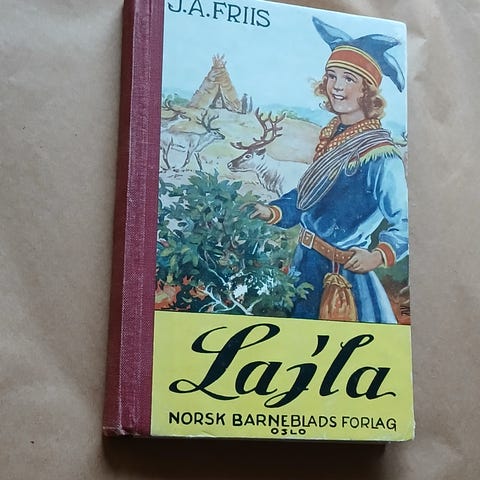 J.A.FRIIS
Lajla
NORSK BARNEBLADS FORLAG
OSLO